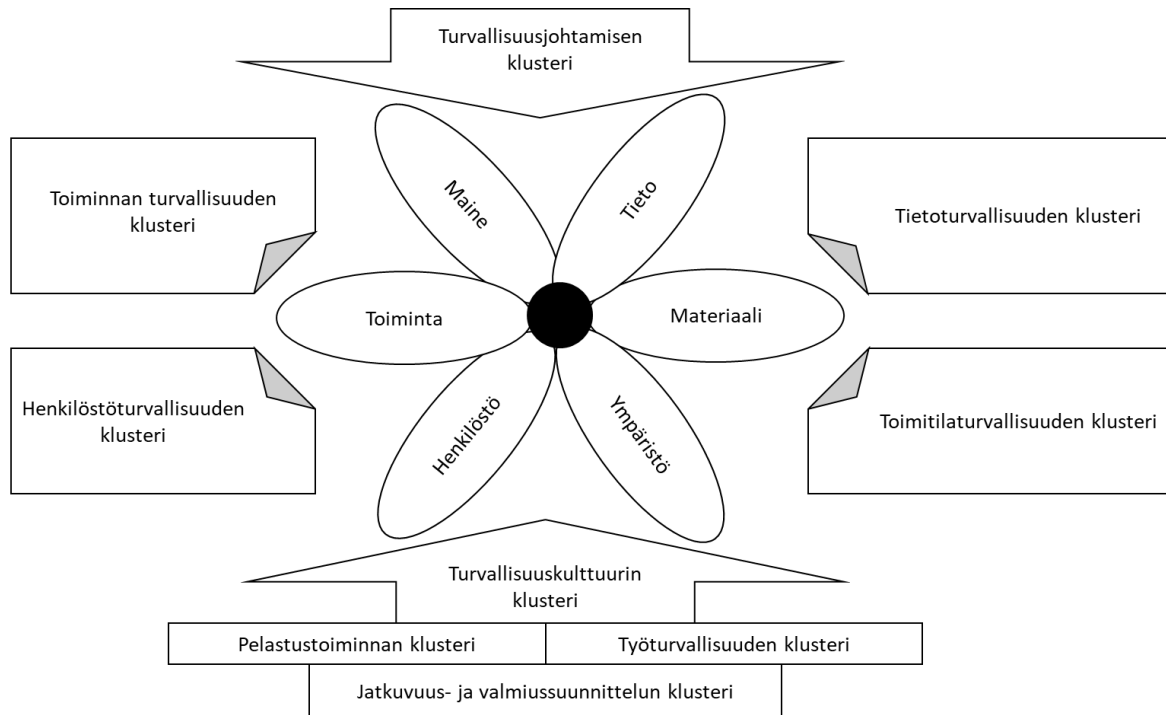 Turvallisuusjohtamisen
klusteri
Toiminnan turvallisuuden
klusteri
Maine
Tieto
Tietoturvallisuuden klusteri
Toiminta
Materiaali
Henkilöstöturvallisuuden
klusteri
Henkilöstö
Ympäristö
Toimitilaturvallisuuden klusteri
Turvallisuuskulttuurin
klusteri
Pelastustoiminnan klusteri
Työturvallisuuden klusteri
Jatkuvuus- ja valmiussuunnittelun klusteri